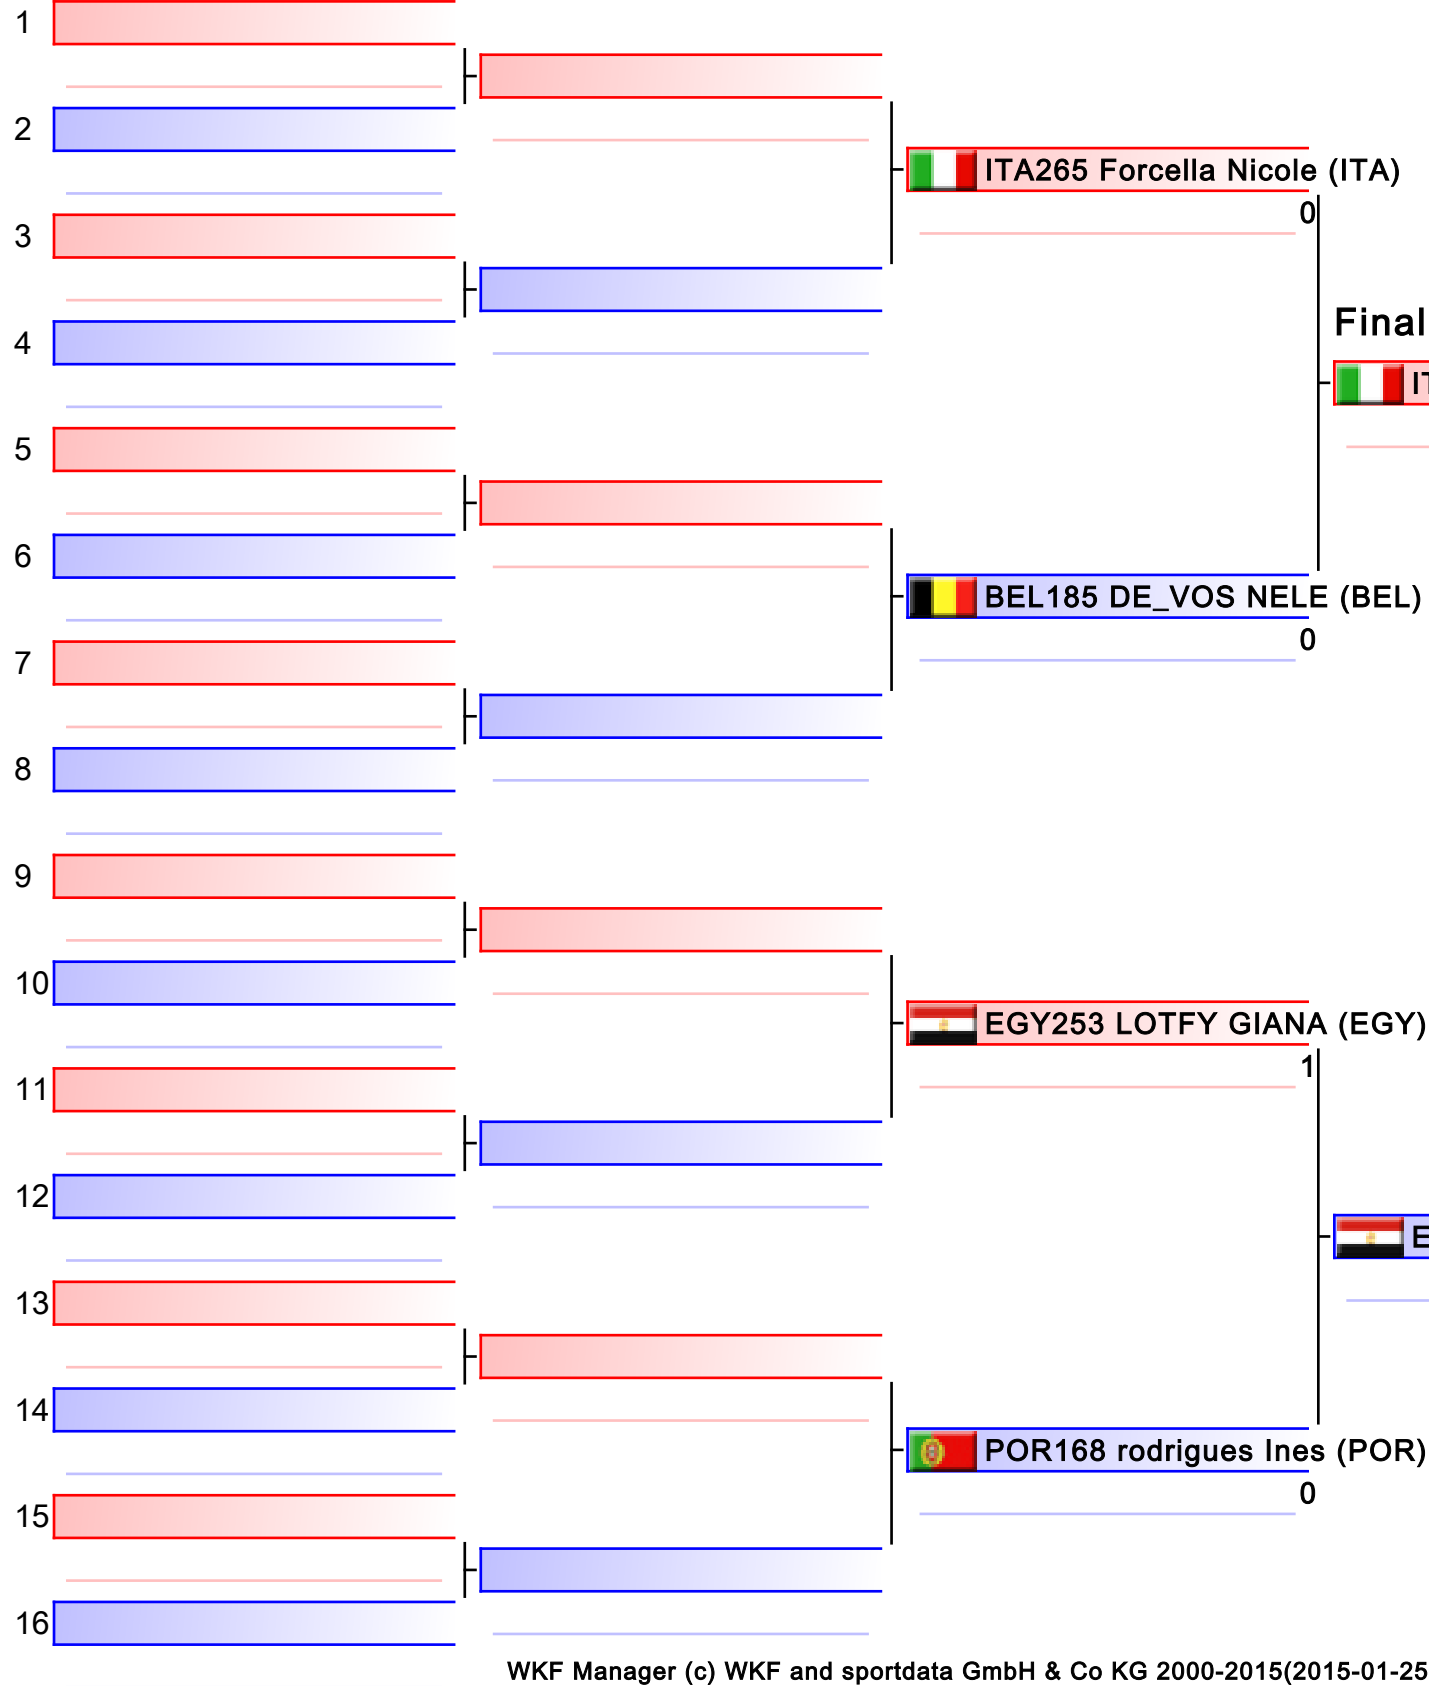 1
2
ITA265 Forcella Nicole (ITA)
0
3
Final
4
5
6
BEL185 DE_VOS NELE (BEL)
0
7
8
9
10
EGY253 LOTFY GIANA (EGY)
1
11
12
E
13
14
POR168 rodrigues Ines (POR)
0
15
16
WKF Manager (c) WKF and sportdata GmbH & Co KG 2000-2015(2015-01-25